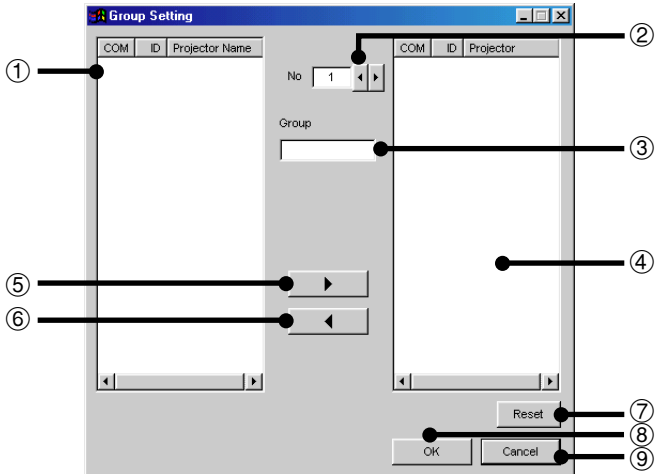 Group Setting
COM ID Projector Name
COM ID Projector
①
②
No 1
Group
③
④
⑤
⑥
Reset
⑦
⑧
OK
Cancel
⑨